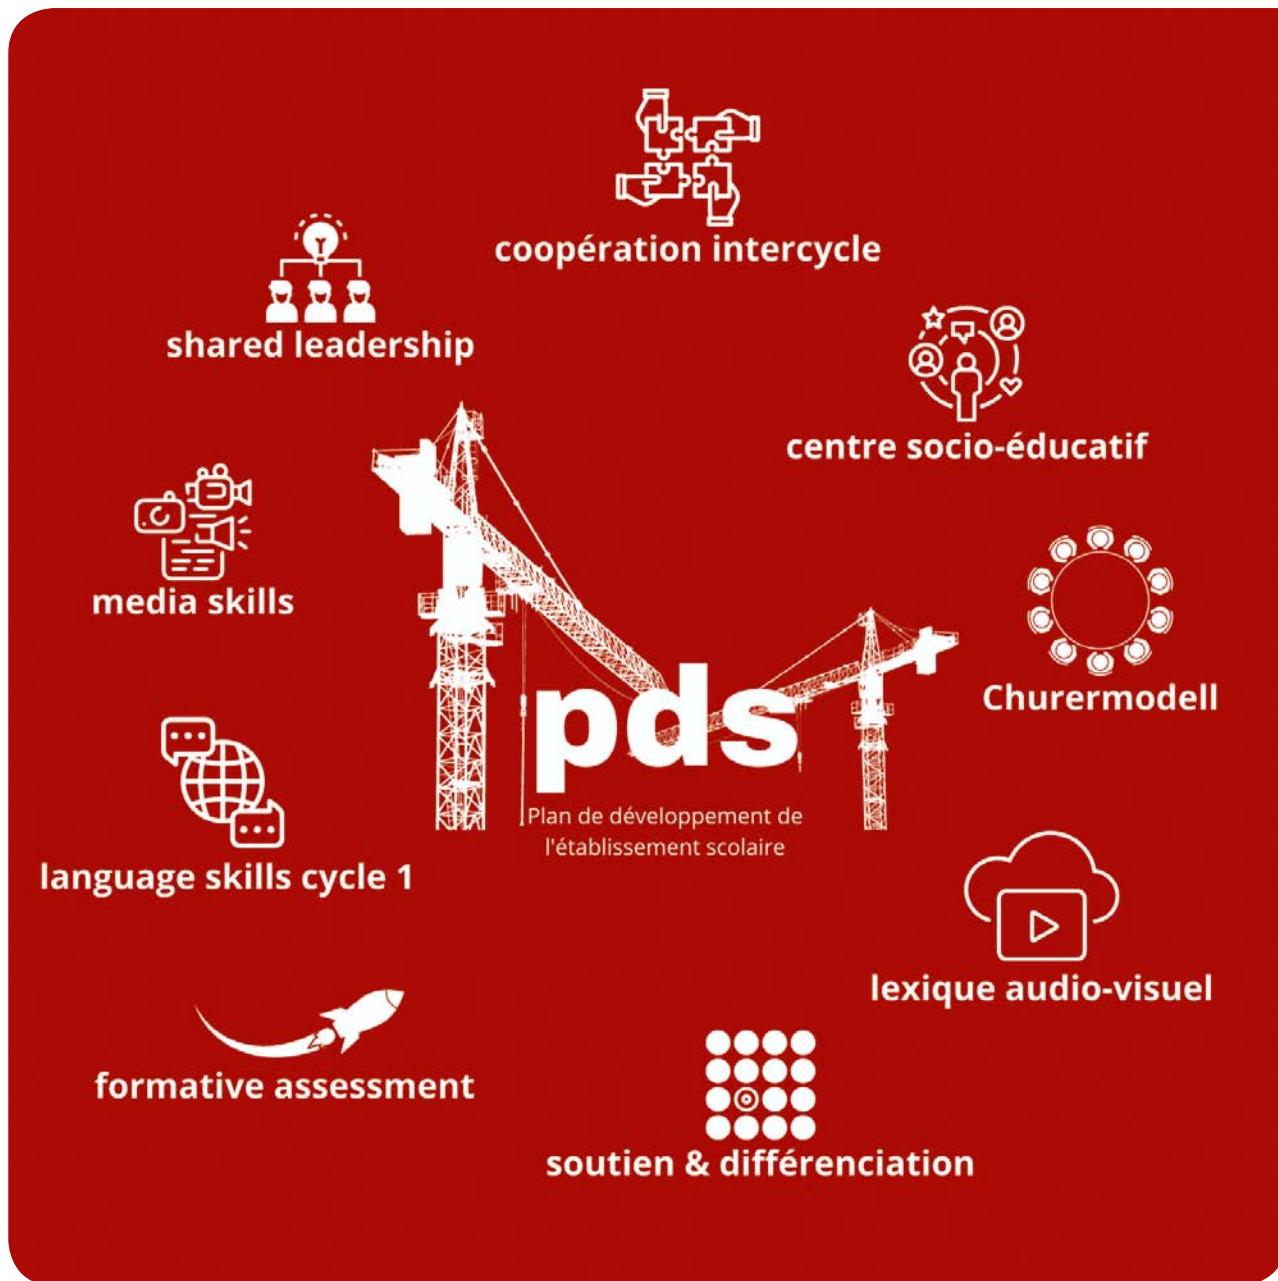 coopération intercycle
shared leadership
centre socio-éducatif
media skills
Churermodell
pds
Plan de développement de
l'établissement scolaire
language skills cycle 1
lexique audio-visuel
formative assessment
soutien & différenciation